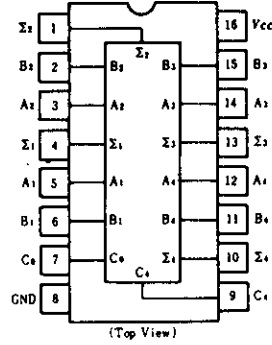 Σ₂ 1 16 Vcc
Σ₂
B₂ 2 B₂ B₃ 15 B₃
A₂ 3 A₂ A₃ 14 A₃
Σ₁ 4 Σ₁ Σ₃ 13 Σ₃
A₁ 5 A₁ A₄ 12 A₄
B₁ 6 B₁ B₄ 11 B₄
C₀ 7 C₀ Σ₄ 10 Σ₄
C₄
GND 8 9 C₄
(Top View)